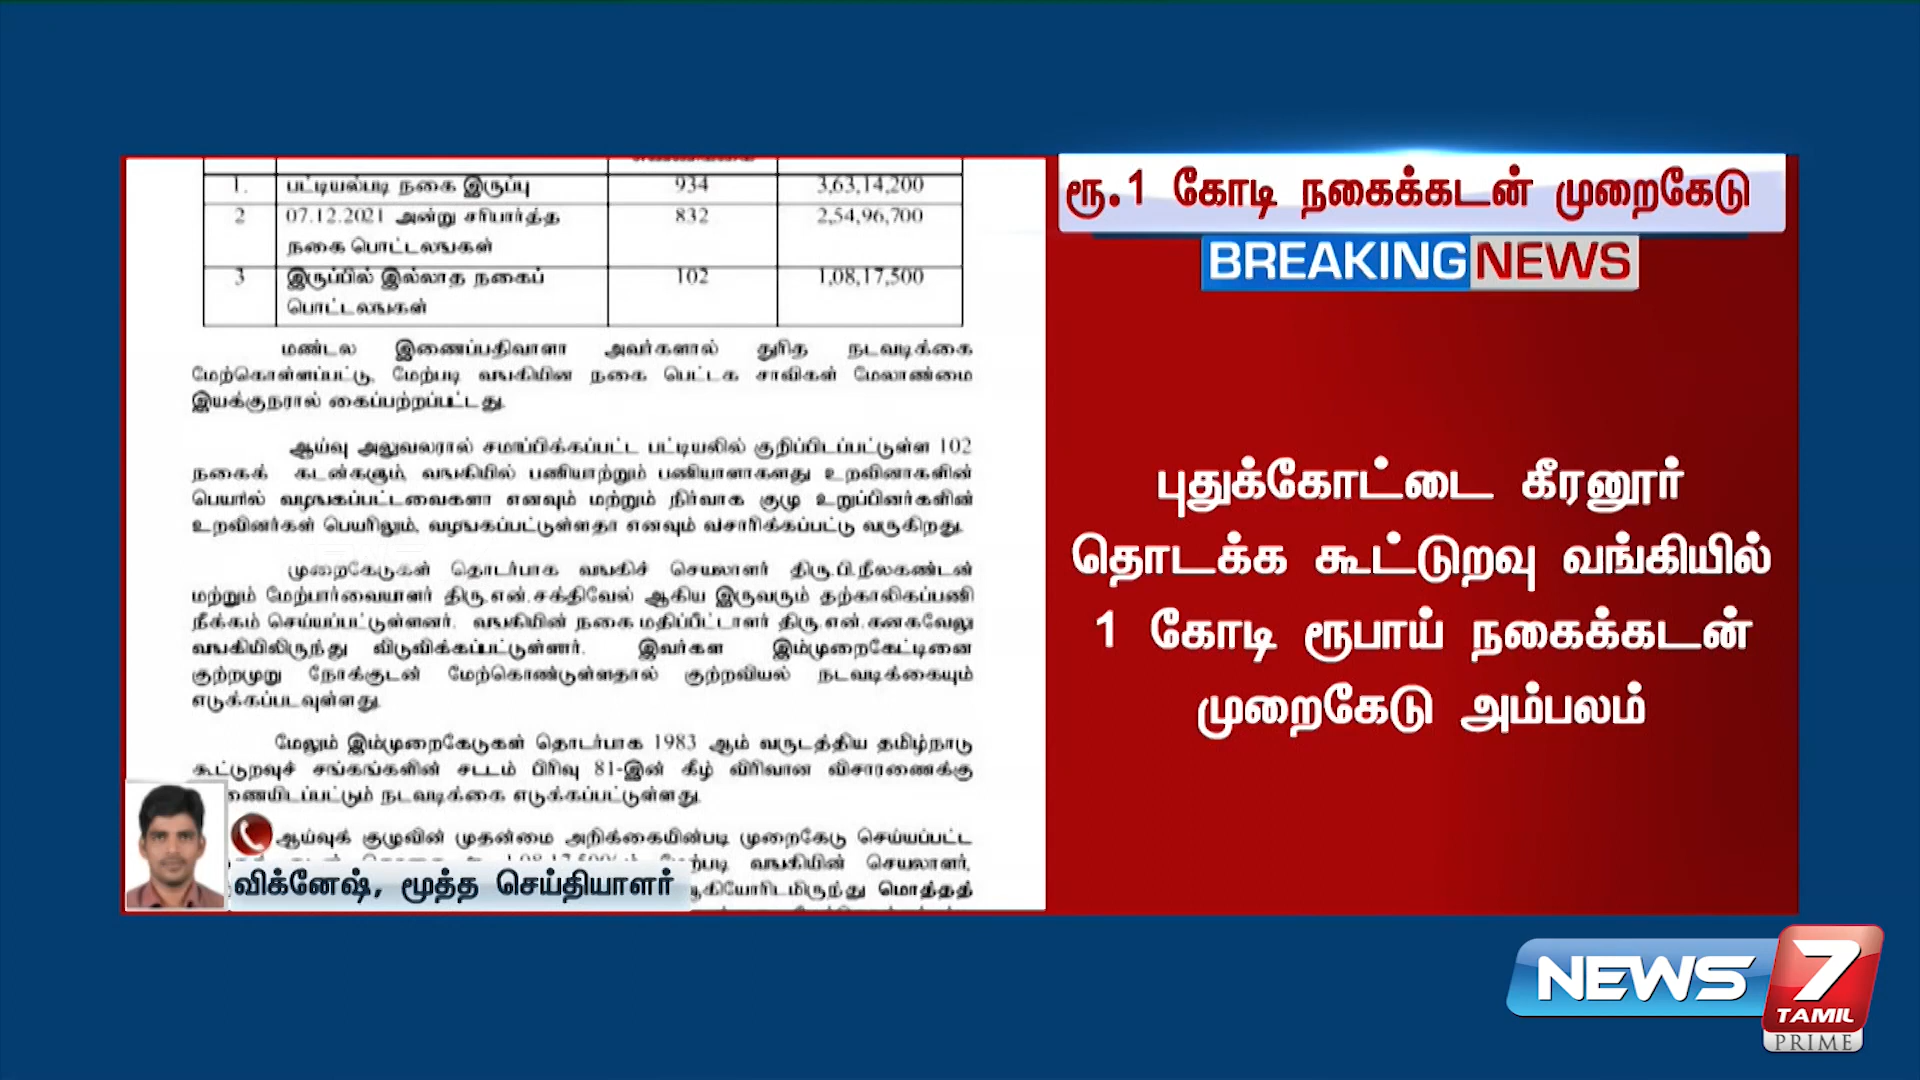 1. பட்டியல்படி நகை இருப்பு 934 3,63,14,200
2 07.12.2021 அன்று சரிபார்த்த 832 2,54,96,700
நகை பொட்டலங்கள்
3 இருப்பில் இல்லாத நகைப் 102 1,08,17,500
பொட்டலங்கள்
மண்டல இணைப்பதிவாளர் அவர்களால் துரித நடவடிக்கை
மேற்கொள்ளப்பட்டு, மேற்படி வங்கியின் நகை பெட்டக சாவிகள் மேலாண்மை
இயக்குநரால் கைப்பற்றப்பட்டது.
ஆய்வு அலுவலரால் சமர்ப்பிக்கப்பட்ட பட்டியலில் குறிப்பிடப்பட்டுள்ள 102
நகைக் கடன்களும், வங்கியில் பணியாற்றும் பணியாளர்களது உறவினர்களின்
பெயரில் வழங்கப்பட்டவைகளா எனவும் மற்றும் நிர்வாக குழு உறுப்பினர்களின்
உறவினர்கள் பெயரிலும், வழங்கப்பட்டுள்ளதா எனவும் விசாரிக்கப்பட்டு வருகிறது.
முறைகேடுகள் தொடர்பாக வங்கிச் செயலாளர் திரு.பி.நீலகண்டன்
மற்றும் மேற்பார்வையாளர் திரு.என்.சக்திவேல் ஆகிய இருவரும் தற்காலிகப்பணி
நீக்கம் செய்யப்பட்டுள்ளனர். வங்கியின் நகை மதிப்பீட்டாளர் திரு.என்.கனகவேலு
வங்கியிலிருந்து விடுவிக்கப்பட்டுள்ளார். இவர்கள் இம்முறைகேட்டினை
குற்றமுறு நோக்குடன் மேற்கொண்டுள்ளதால் குற்றவியல் நடவடிக்கையும்
எடுக்கப்படவுள்ளது.
மேலும் இம்முறைகேடுகள் தொடர்பாக 1983 ஆம் வருடத்திய தமிழ்நாடு
கூட்டுறவுச் சங்கங்களின் சட்டம் பிரிவு 81-இன் கீழ் விரிவான விசாரணைக்கு
ணையிடப்பட்டும் நடவடிக்கை எடுக்கப்பட்டுள்ளது.
ஆய்வுக் குழுவின் முதன்மை அறிக்கையின்படி முறைகேடு செய்யப்பட்ட
ற்படி வங்கியின் செயலாளர்,
கியோரிடமிருந்து மொத்தத்
விக்னேஷ், மூத்த செய்தியாளர்
ரூ.1 கோடி நகைக்கடன் முறைகேடு
BREAKING NEWS
புதுக்கோட்டை கீரனூர்
தொடக்க கூட்டுறவு வங்கியில்
1 கோடி ரூபாய் நகைக்கடன்
முறைகேடு அம்பலம்
NEWS 7
TAMIL
PRIME